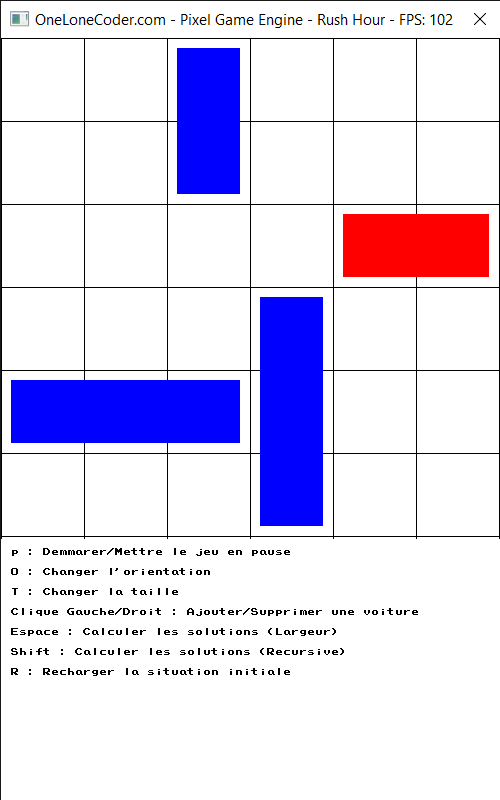 OneLoneCoder.com - Pixel Game Engine - Rush Hour - FPS: 102
p : Demmarer/Mettre le jeu en pause
O : Changer l'orientation
T : Changer la taille
Clique Gauche/Droit : Ajouter/Supprimer une voiture
Espace : Calculer les solutions (Largeur)
Shift : Calculer les solutions (Recursive)
R : Recharger la situation initiale